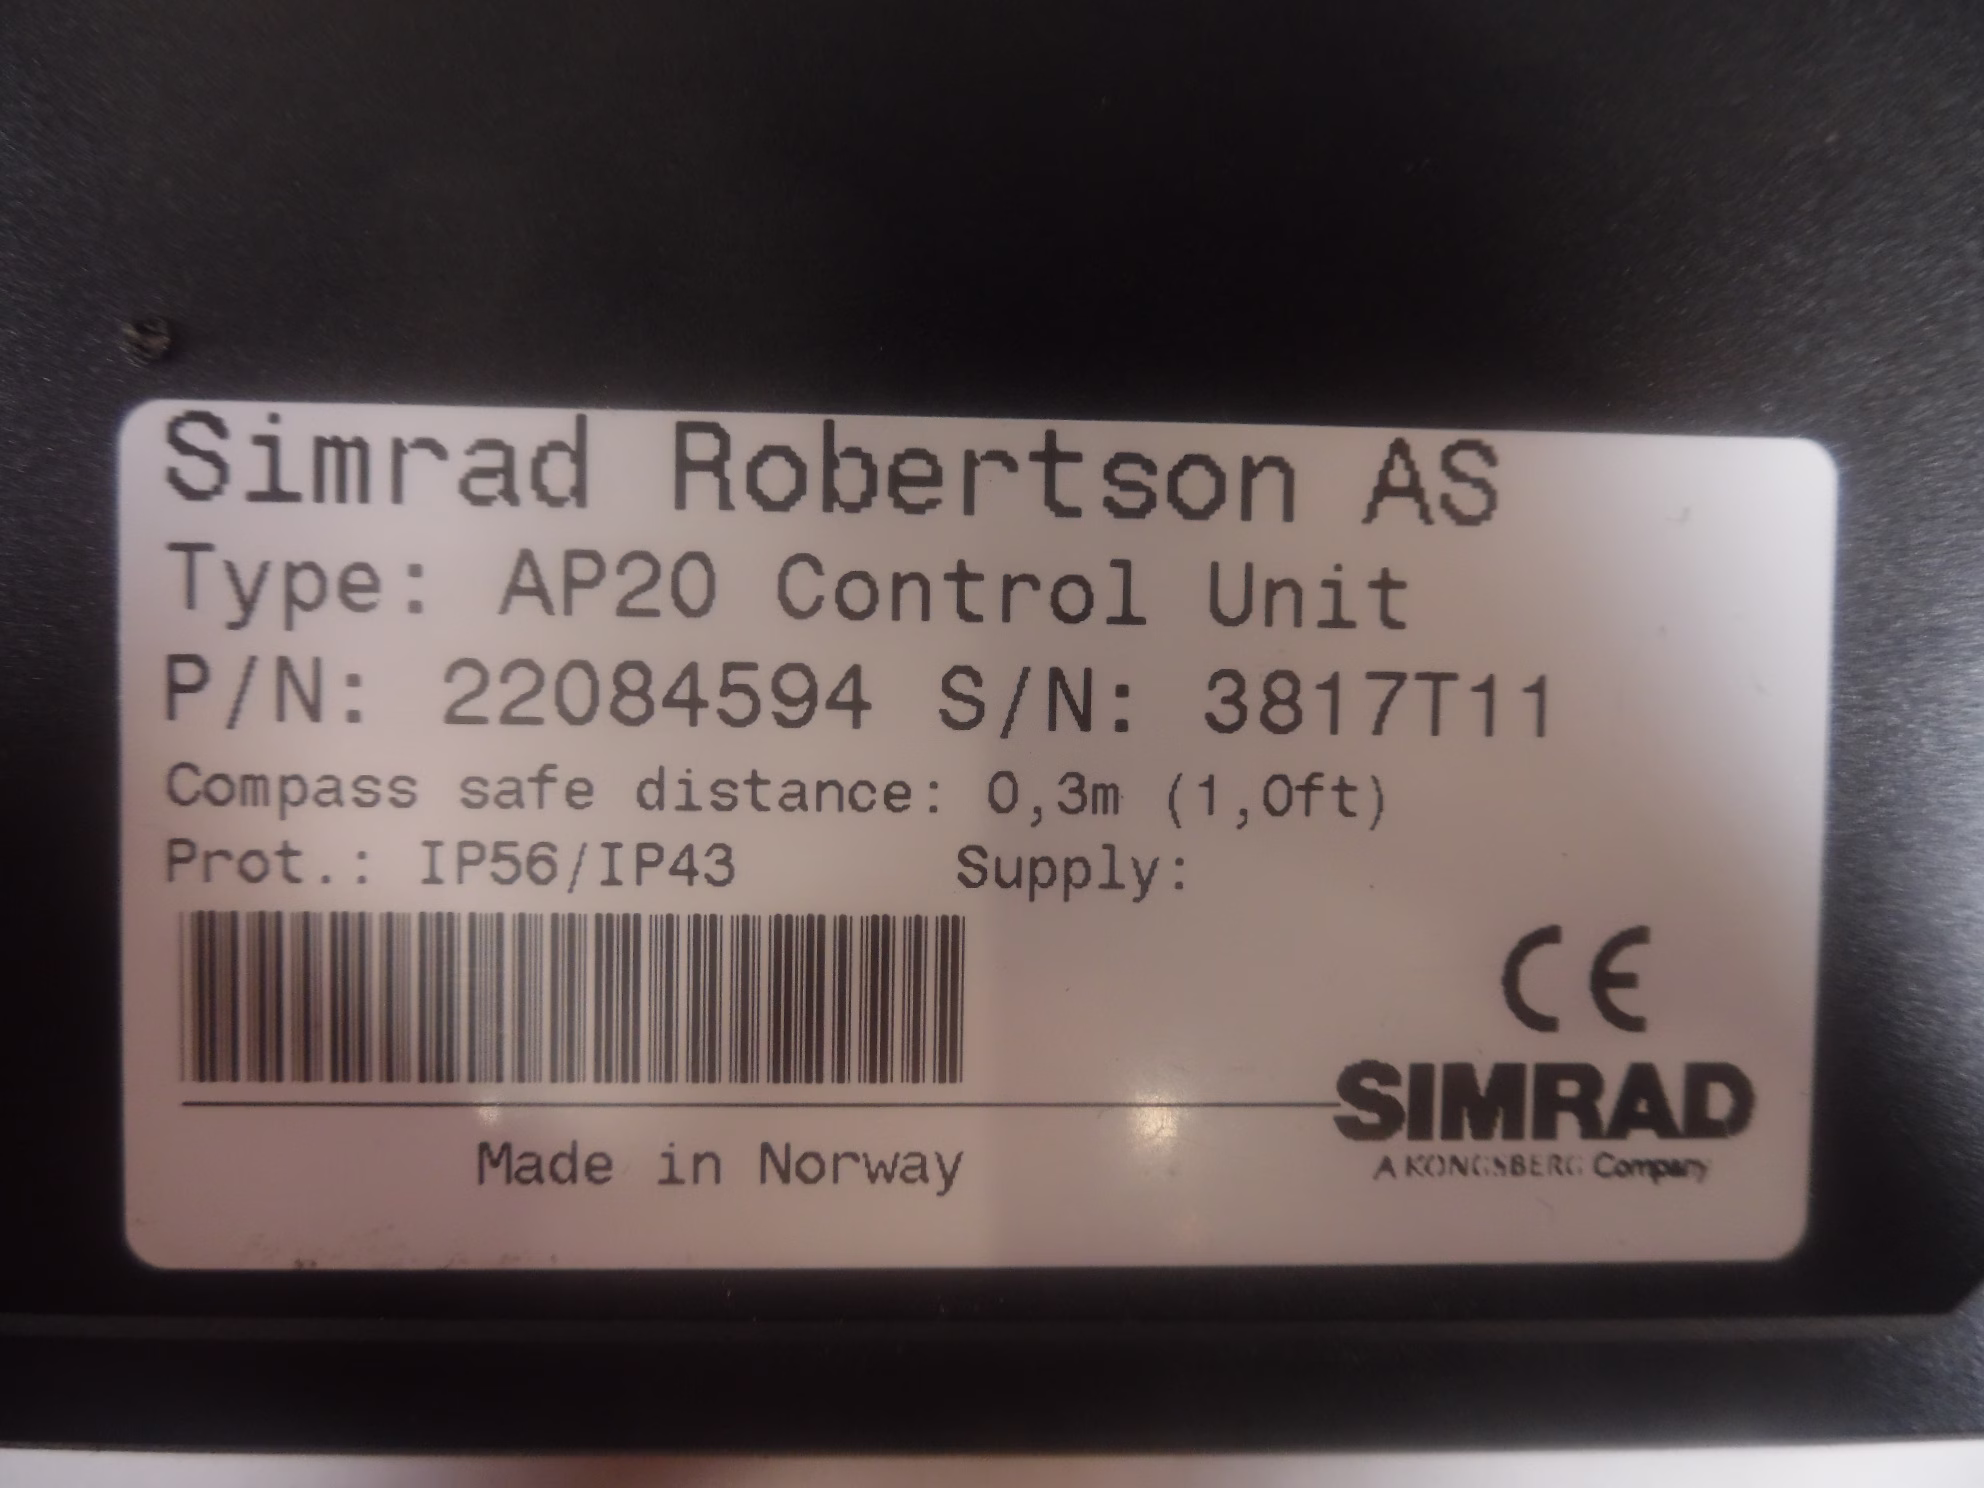 Simrad Robertson AS
Type: AP20 Control Unit
P/N: 22084594 S/N: 3817T11
Compass safe distance: 0,3m (1,0ft)
Prot.: IP56/IP43 Supply:
CE
SIMRAD
A KONGSBERG Company
Made in Norway